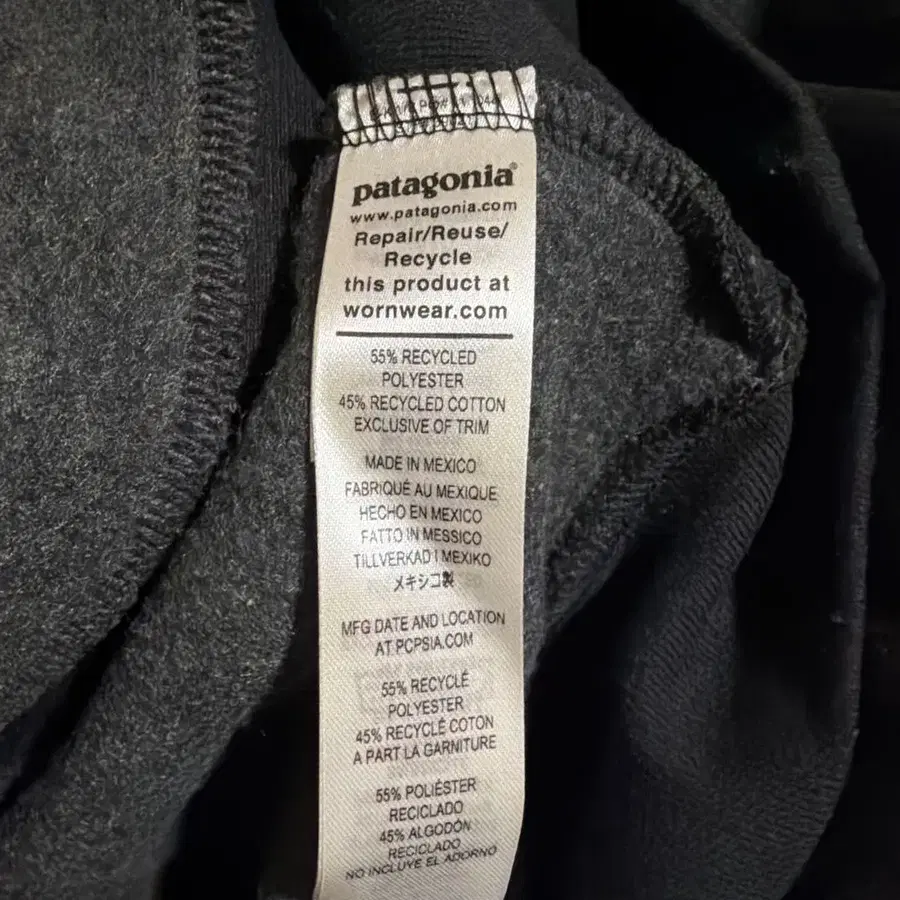 patagonia®
www.patagonia.com
Repair/Reuse/
Recycle
this product at
wornwear.com
55% RECYCLED
POLYESTER
45% RECYCLED COTTON
EXCLUSIVE OF TRIM
MADE IN MEXICO
FABRIQUÉ AU MEXIQUE
HECHO EN MEXICO
FATTO IN MESSICO
TILLVERKAD I MEXIKO
メキシコ製
MFG DATE AND LOCATION
AT PCPSIA.COM
55% RECYCLÉ
POLYESTER
45% RECYCLÉ COTON
A PART LA GARNITURE
55% POLIÉSTER
RECICLADO
45% ALGODÓN
RECICLADO
NO INCLUYE EL ADORNO